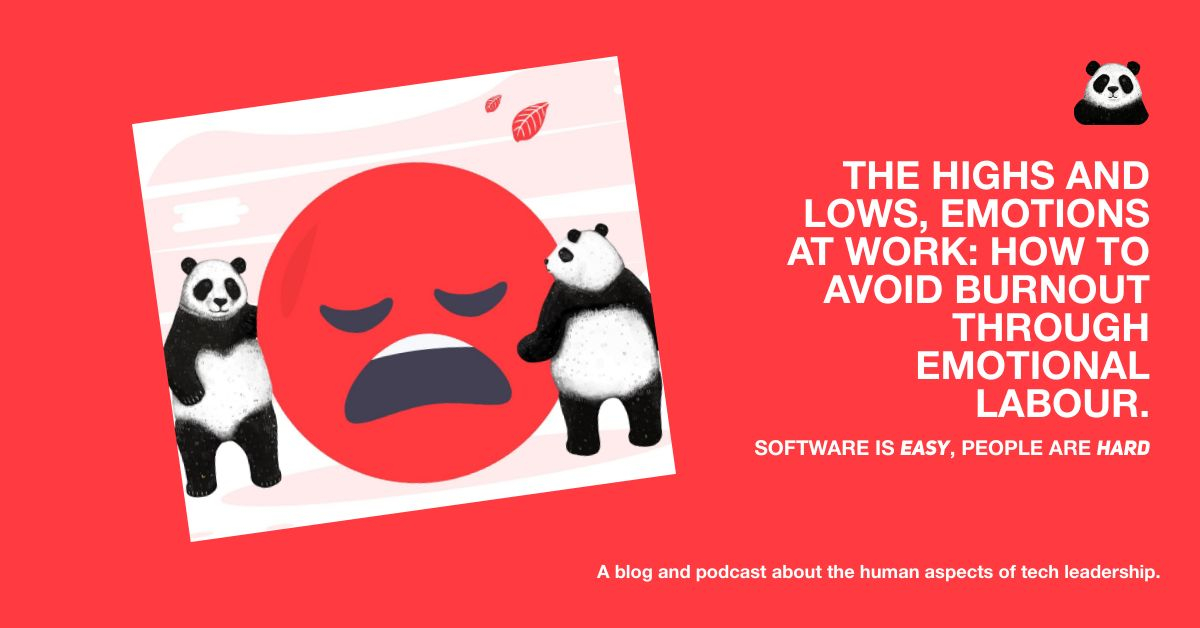 THE HIGHS AND
LOWS, EMOTIONS
AT WORK: HOW TO
AVOID BURNOUT
THROUGH
EMOTIONAL
LABOUR.
SOFTWARE IS EASY, PEOPLE ARE HARD
A blog and podcast about the human aspects of tech leadership.